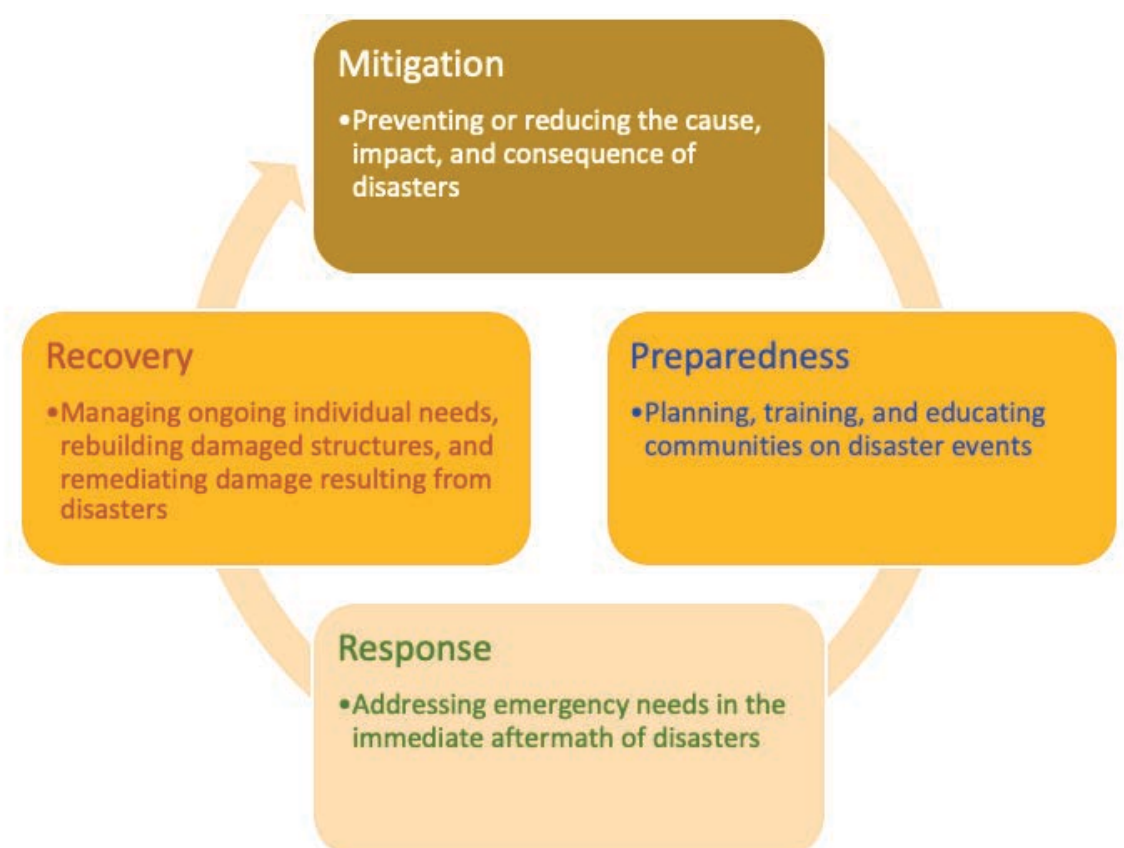 Mitigation
•Preventing or reducing the cause,
impact, and consequence of
disasters
Recovery
•Managing ongoing individual needs,
rebuilding damaged structures, and
remediating damage resulting from
disasters
Preparedness
•Planning, training, and educating
communities on disaster events
Response
•Addressing emergency needs in the
immediate aftermath of disasters